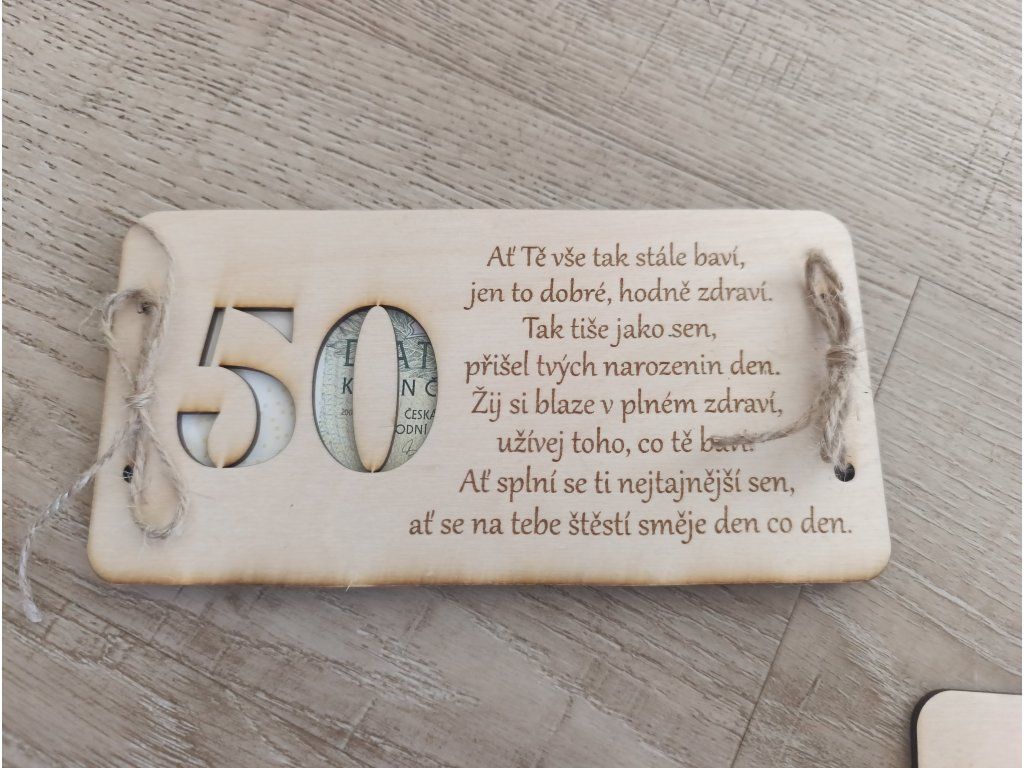 50
Ať Tě vše tak stále baví,
jen to dobré, hodně zdraví.
Tak tiše jako sen,
přišel tvých narozenin den.
Žij si blaze v plném zdraví,
užívej toho, co tě baví.
Ať splní se ti nejtajnější sen,
ať se na tebe štěstí směje den co den.